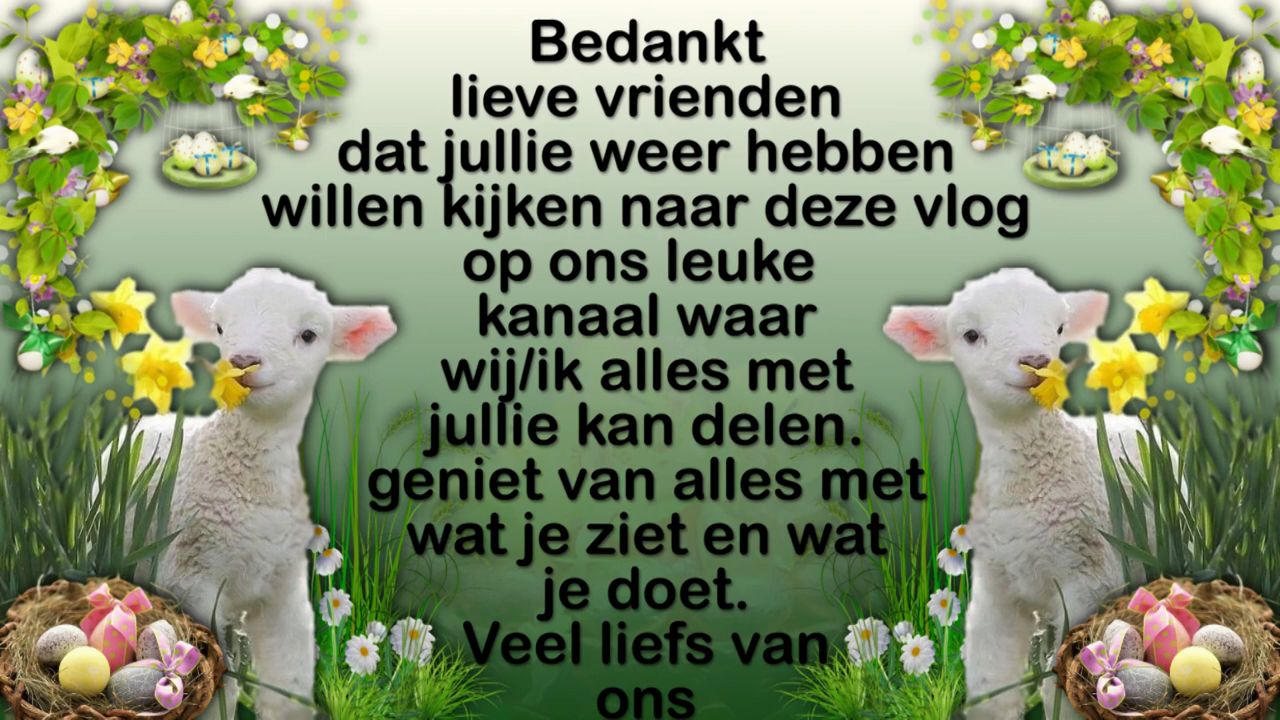 Bedankt
lieve vrienden
dat jullie weer hebben
willen kijken naar deze vlog
op ons leuke
kanaal waar
wij/ik alles met
jullie kan delen.
geniet van alles met
wat je ziet en wat
je doet.
Veel liefs van
ons